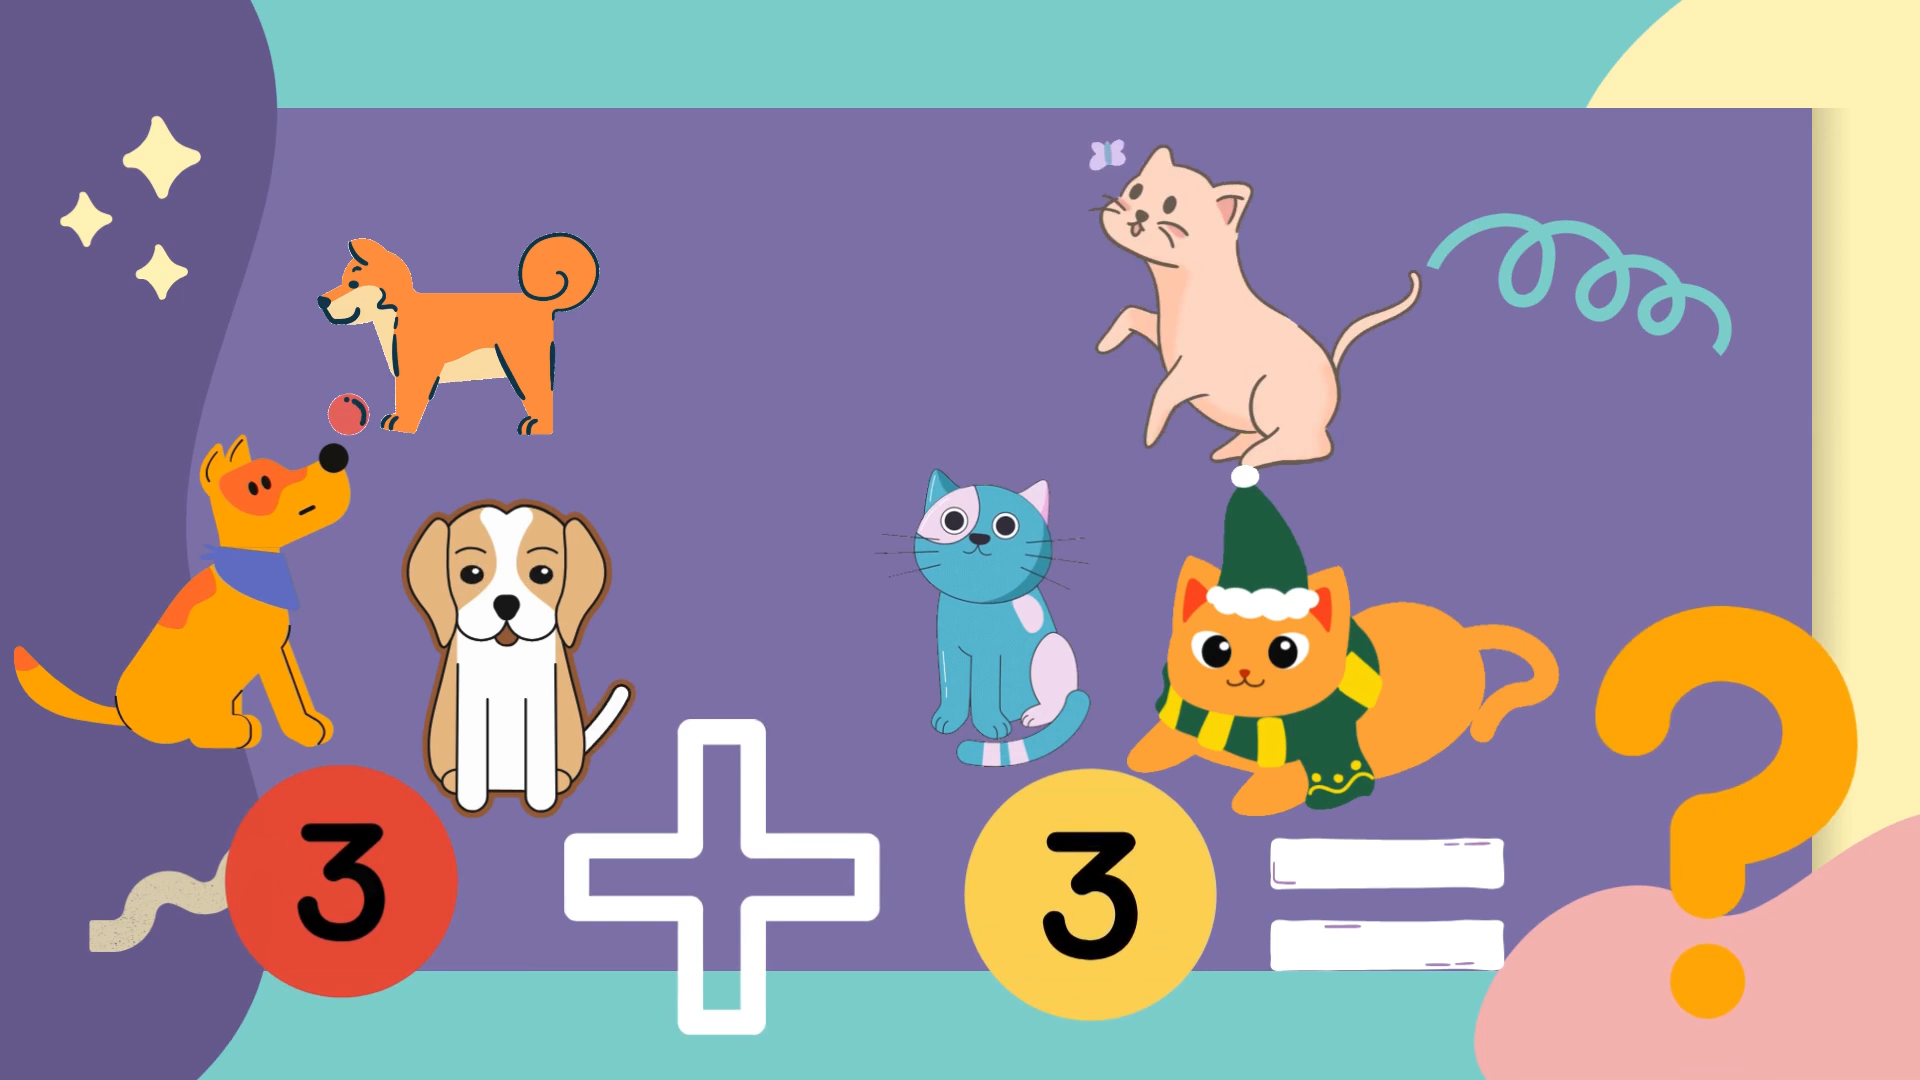 3 + 3 = ?